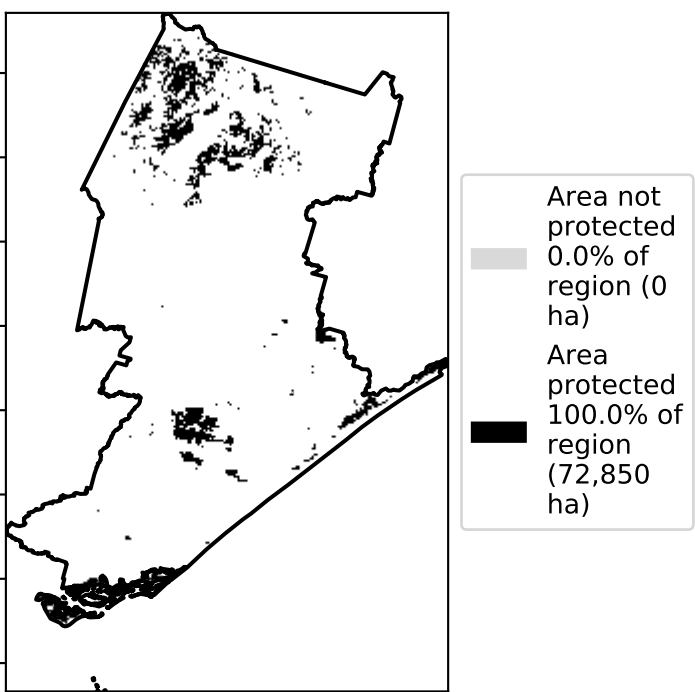 Area not
protected
0.0% of
region (0
ha)
Area
protected
100.0% of
region
(72,850
ha)